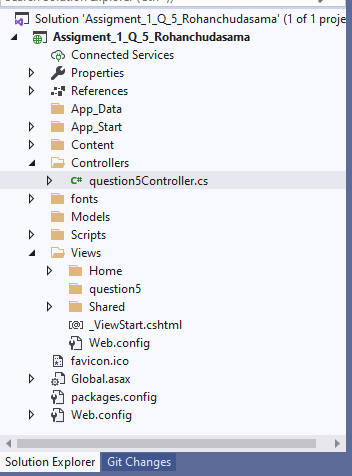 Solution 'Assigment_1_Q_5_Rohanchudasama' (1 of 1 proje
Assigment_1_Q_5_Rohanchudasama
Connected Services
Properties
References
App_Data
App_Start
Content
Controllers
C# question5Controller.cs
fonts
Models
Scripts
Views
Home
question5
Shared
[@] _ViewStart.cshtml
Web.config
favicon.ico
Global.asax
packages.config
Web.config
Solution Explorer Git Changes